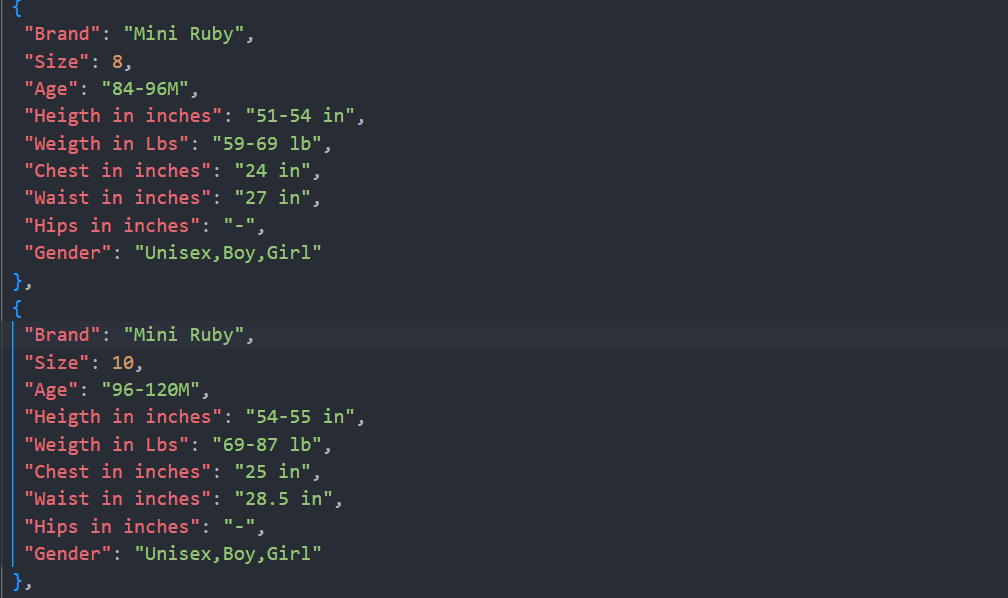 {
"Brand": "Mini Ruby",
"Size": 8,
"Age": "84-96M",
"Heigth in inches": "51-54 in",
"Weigth in Lbs": "59-69 lb",
"Chest in inches": "24 in",
"Waist in inches": "27 in",
"Hips in inches": "-",
"Gender": "Unisex,Boy,Girl"
},
{
"Brand": "Mini Ruby",
"Size": 10,
"Age": "96-120M",
"Heigth in inches": "54-55 in",
"Weigth in Lbs": "69-87 lb",
"Chest in inches": "25 in",
"Waist in inches": "28.5 in",
"Hips in inches": "-",
"Gender": "Unisex,Boy,Girl"
},